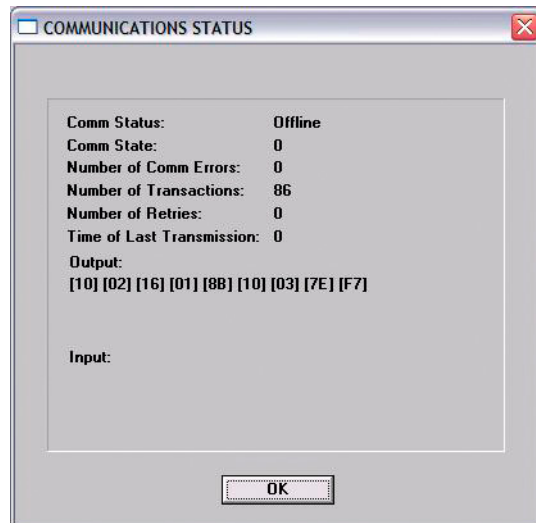 COMMUNICATIONS STATUS
Comm Status: Offline
Comm State: 0
Number of Comm Errors: 0
Number of Transactions: 86
Number of Retries: 0
Time of Last Transmission: 0
Output:
[10] [02] [16] [01] [8B] [10] [03] [7E] [F7]
Input:
OK